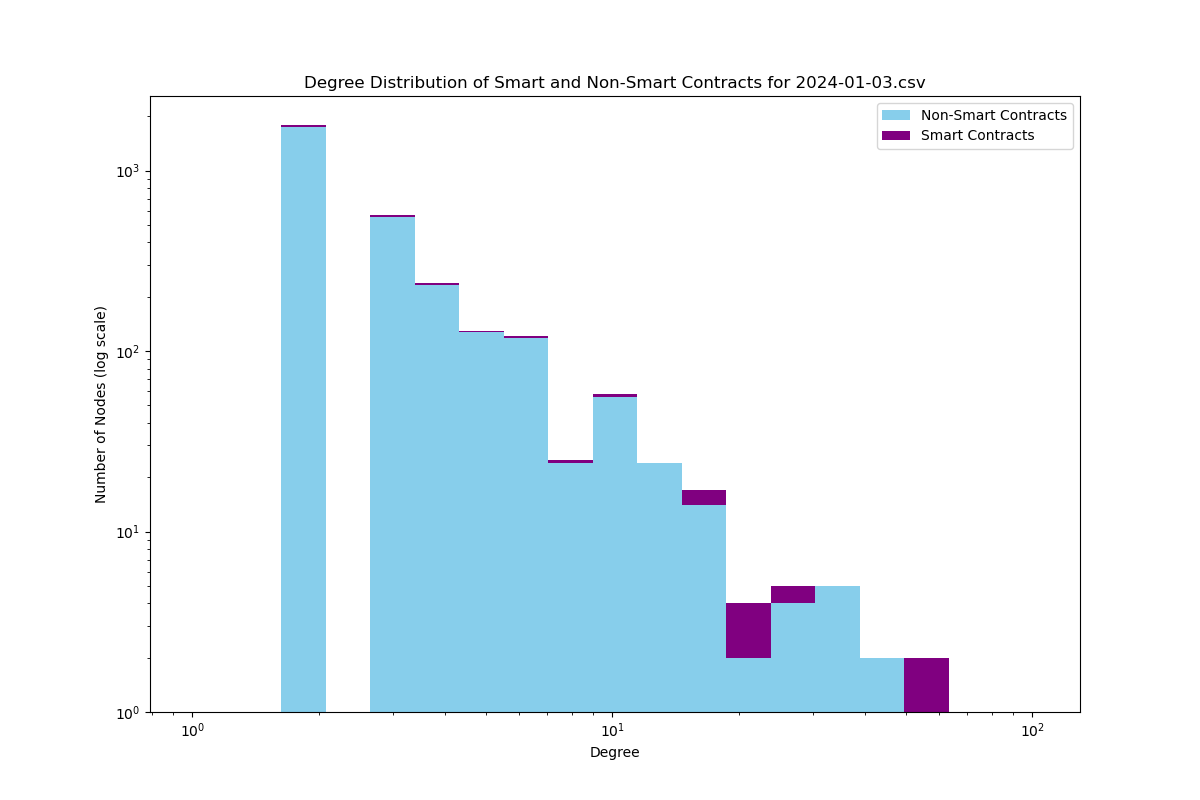 Degree Distribution of Smart and Non-Smart Contracts for 2024-01-03.csv
Non-Smart Contracts
Smart Contracts
Number of Nodes (log scale)
10³
10²
10¹
10⁰
10⁰ 10¹ 10²
Degree